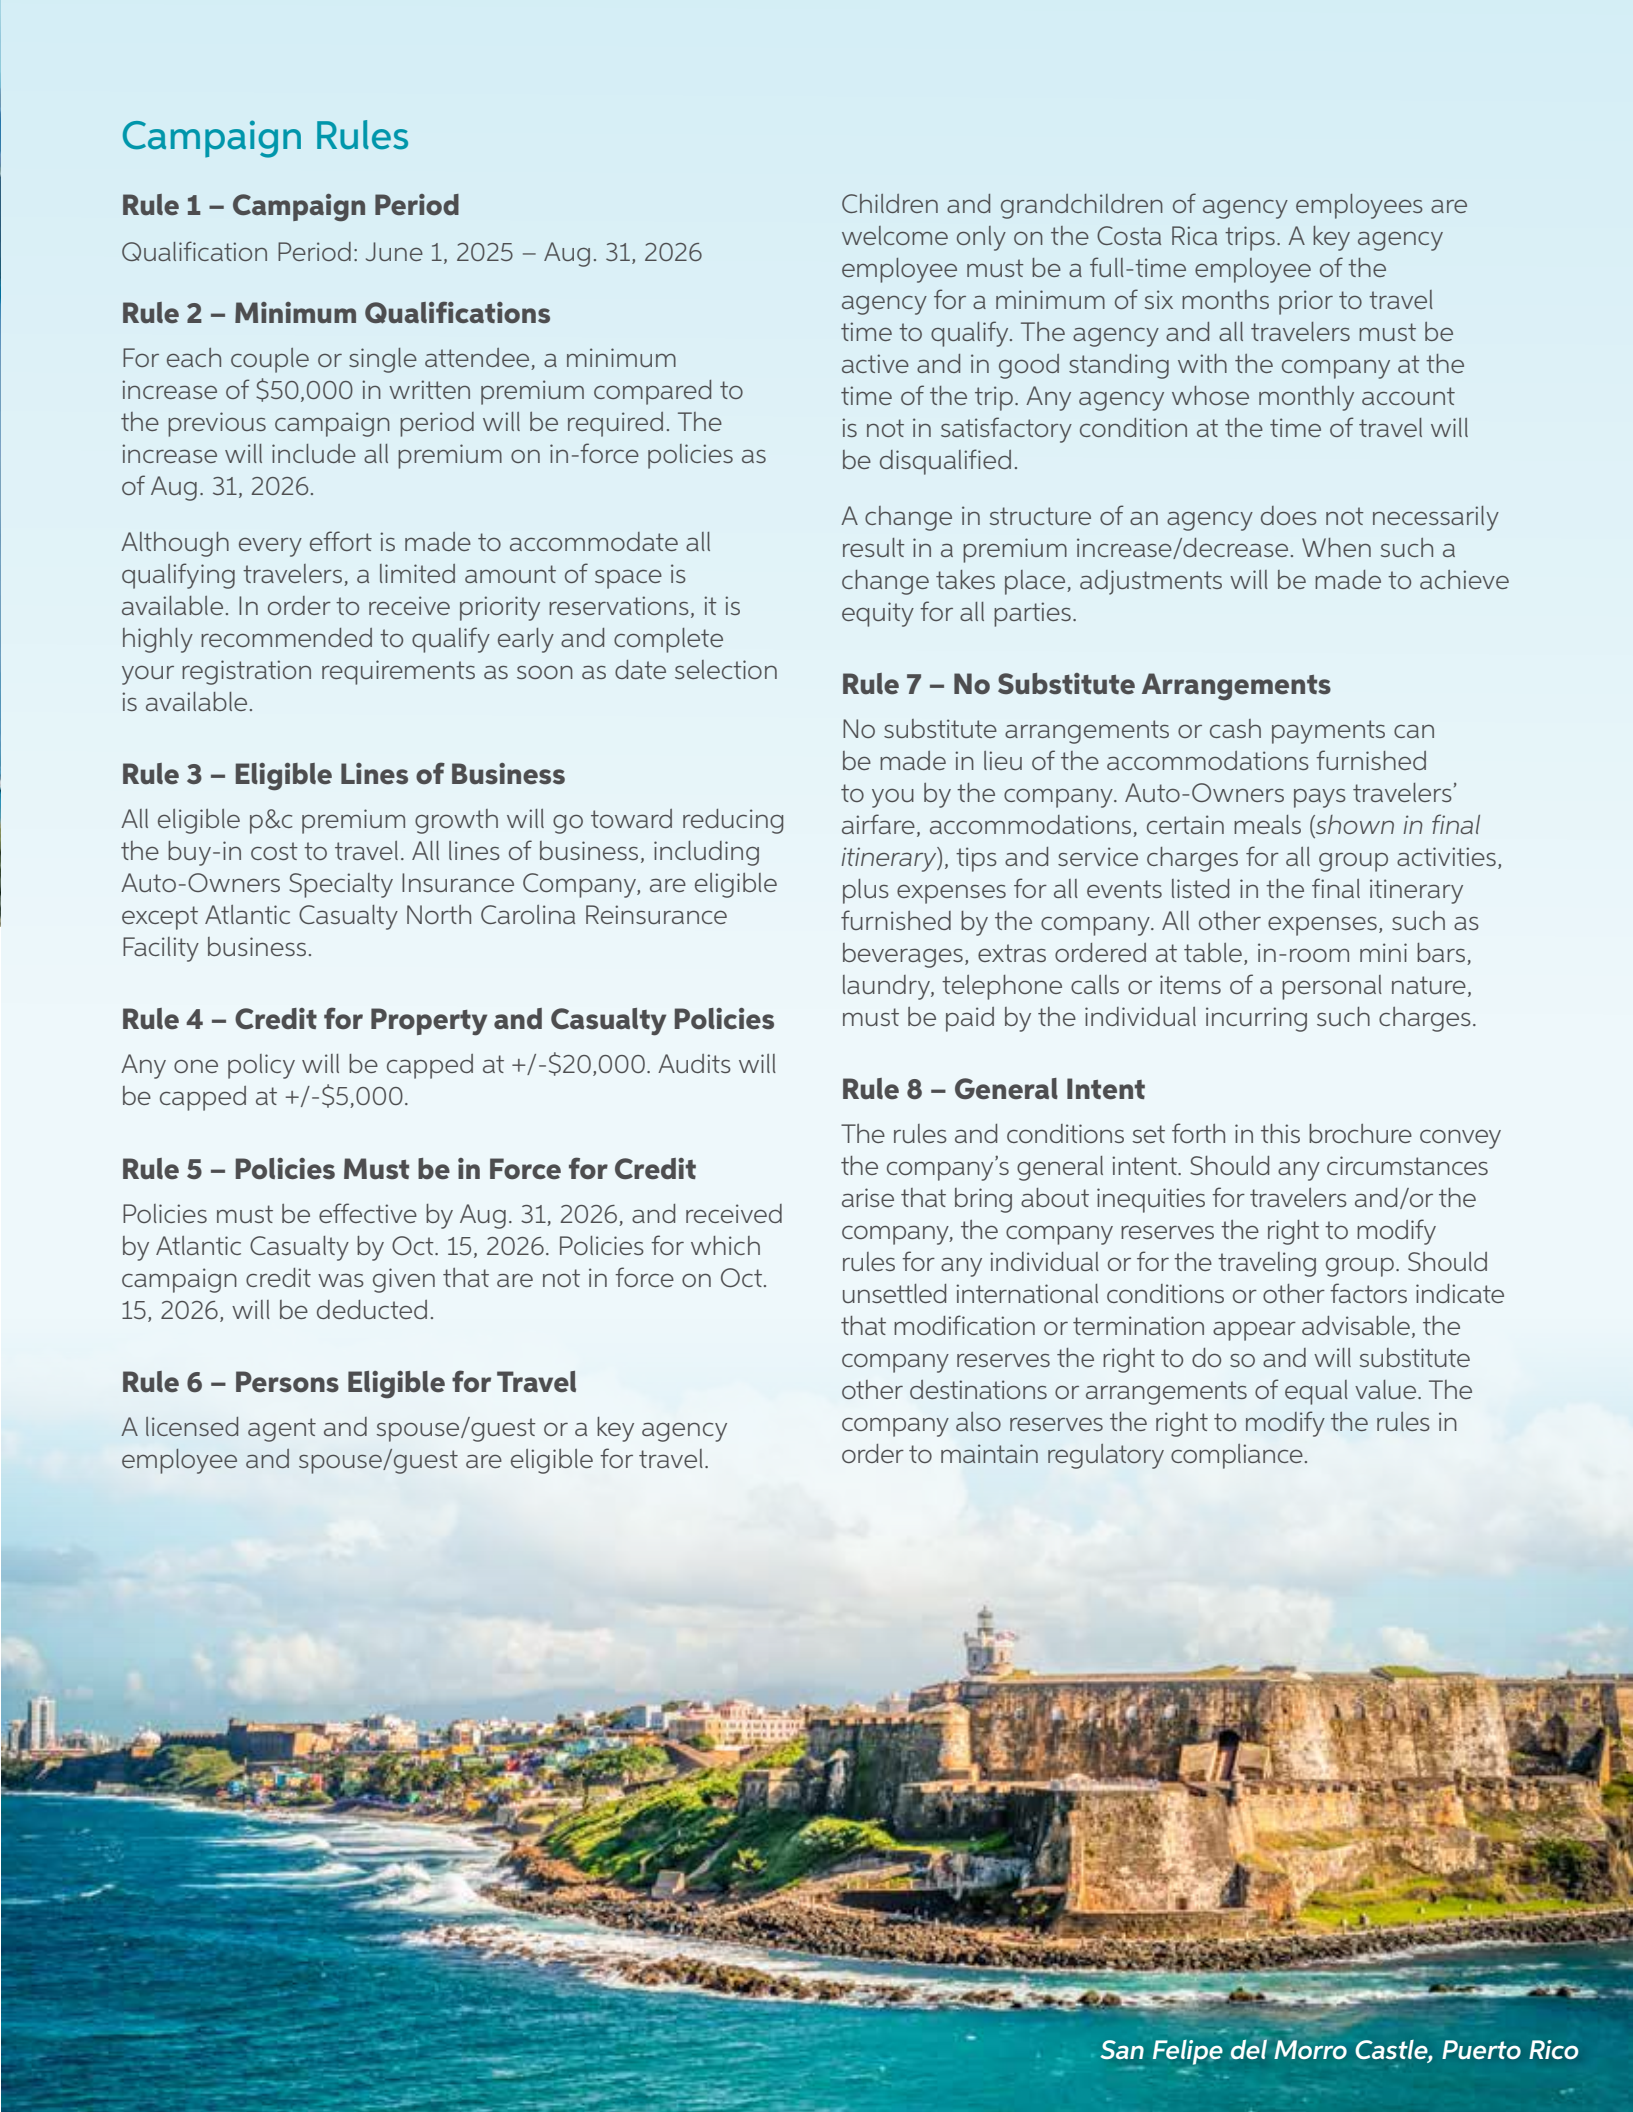 Campaign Rules
Rule 1 – Campaign Period
Qualification Period: June 1, 2025 – Aug. 31, 2026
Rule 2 – Minimum Qualifications
For each couple or single attendee, a minimum
increase of $50,000 in written premium compared to
the previous campaign period will be required. The
increase will include all premium on in-force policies as
of Aug. 31, 2026.
Although every effort is made to accommodate all
qualifying travelers, a limited amount of space is
available. In order to receive priority reservations, it is
highly recommended to qualify early and complete
your registration requirements as soon as date selection
is available.
Rule 3 – Eligible Lines of Business
All eligible p&c premium growth will go toward reducing
the buy-in cost to travel. All lines of business, including
Auto-Owners Specialty Insurance Company, are eligible
except Atlantic Casualty North Carolina Reinsurance
Facility business.
Rule 4 – Credit for Property and Casualty Policies
Any one policy will be capped at +/-$20,000. Audits will
be capped at +/-$5,000.
Rule 5 – Policies Must be in Force for Credit
Policies must be effective by Aug. 31, 2026, and received
by Atlantic Casualty by Oct. 15, 2026. Policies for which
campaign credit was given that are not in force on Oct.
15, 2026, will be deducted.
Rule 6 – Persons Eligible for Travel
A licensed agent and spouse/guest or a key agency
employee and spouse/guest are eligible for travel.
Children and grandchildren of agency employees are
welcome only on the Costa Rica trips. A key agency
employee must be a full-time employee of the
agency for a minimum of six months prior to travel
time to qualify. The agency and all travelers must be
active and in good standing with the company at the
time of the trip. Any agency whose monthly account
is not in satisfactory condition at the time of travel will
be disqualified.
A change in structure of an agency does not necessarily
result in a premium increase/decrease. When such a
change takes place, adjustments will be made to achieve
equity for all parties.
Rule 7 – No Substitute Arrangements
No substitute arrangements or cash payments can
be made in lieu of the accommodations furnished
to you by the company. Auto-Owners pays travelers’
airfare, accommodations, certain meals (shown in final
itinerary), tips and service charges for all group activities,
plus expenses for all events listed in the final itinerary
furnished by the company. All other expenses, such as
beverages, extras ordered at table, in-room mini bars,
laundry, telephone calls or items of a personal nature,
must be paid by the individual incurring such charges.
Rule 8 – General Intent
The rules and conditions set forth in this brochure convey
the company’s general intent. Should any circumstances
arise that bring about inequities for travelers and/or the
company, the company reserves the right to modify
rules for any individual or for the traveling group. Should
unsettled international conditions or other factors indicate
that modification or termination appear advisable, the
company reserves the right to do so and will substitute
other destinations or arrangements of equal value. The
company also reserves the right to modify the rules in
order to maintain regulatory compliance.
San Felipe del Morro Castle, Puerto Rico